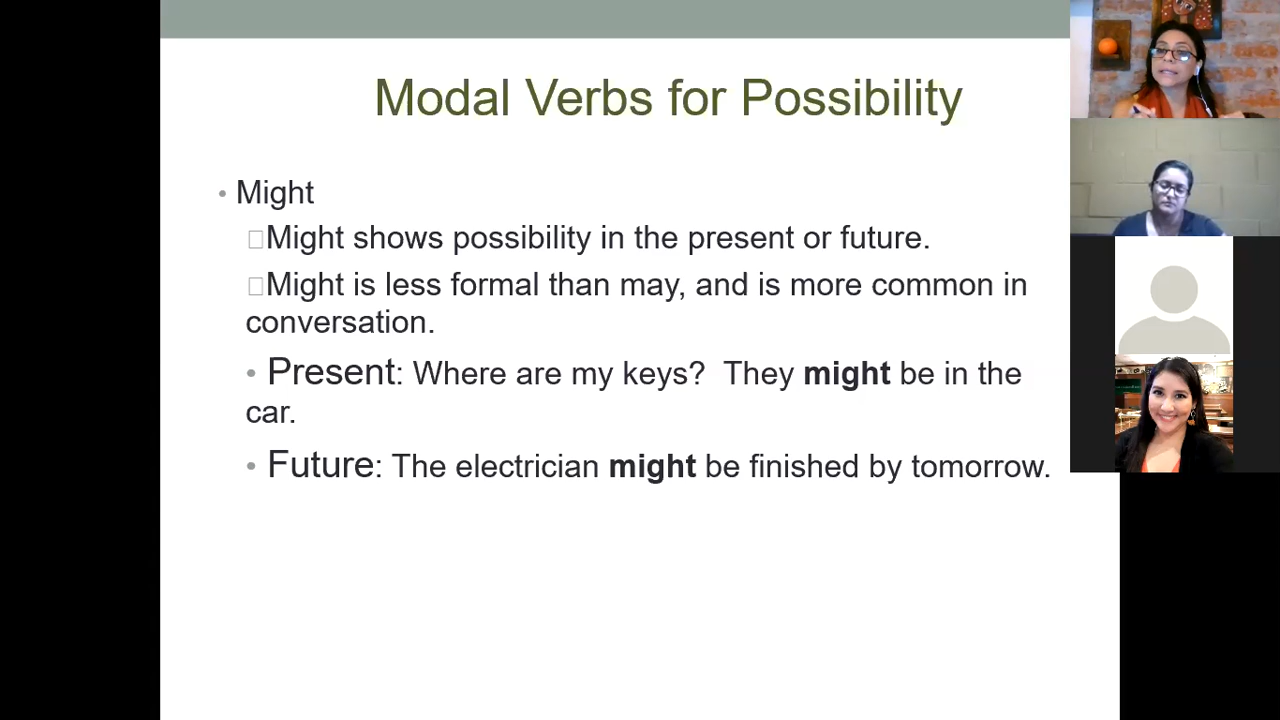 Modal Verbs for Possibility
• Might
□Might shows possibility in the present or future.
□Might is less formal than may, and is more common in
conversation.
• Present: Where are my keys?  They might be in the
car.
• Future: The electrician might be finished by tomorrow.